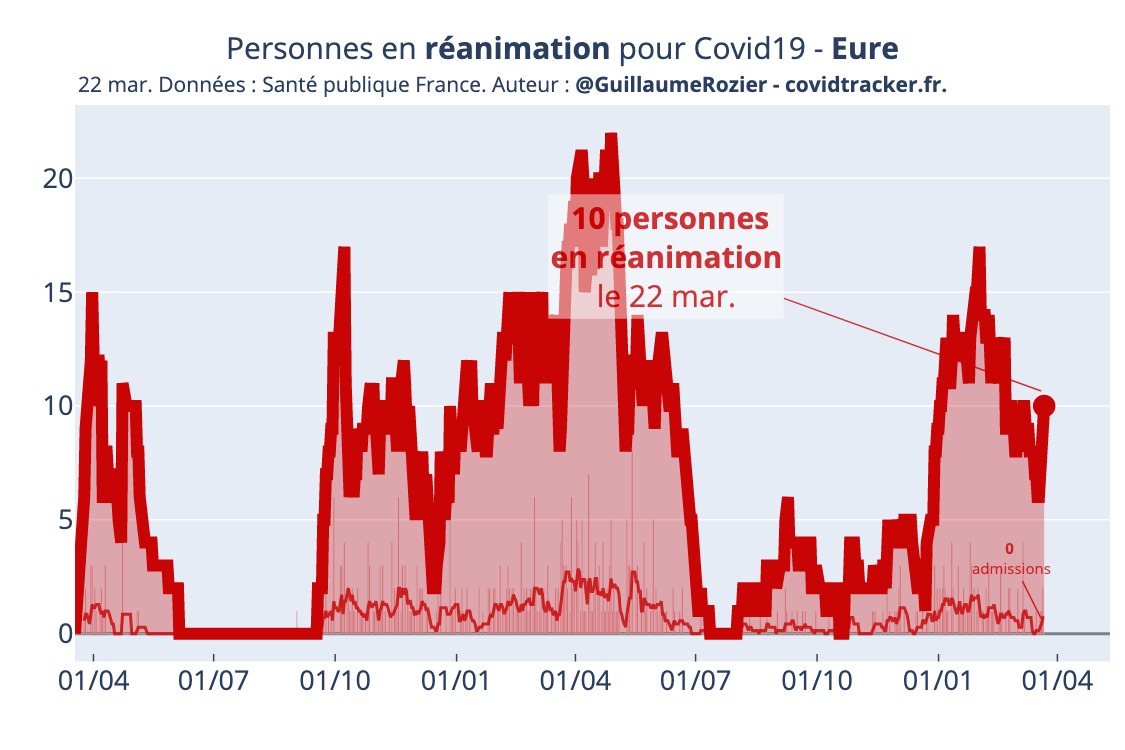 Personnes en réanimation pour Covid19 - Eure
22 mar. Données : Santé publique France. Auteur : @GuillaumeRozier - covidtracker.fr.
20
10 personnes
en réanimation
le 22 mar.
15
10
5
0
admissions
0
01/04 01/07 01/10 01/01 01/04 01/07 01/10 01/01 01/04